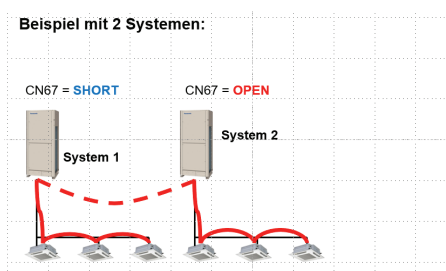 Beispiel mit 2 Systemen:
CN67 = SHORT
CN67 = OPEN
System 1
System 2